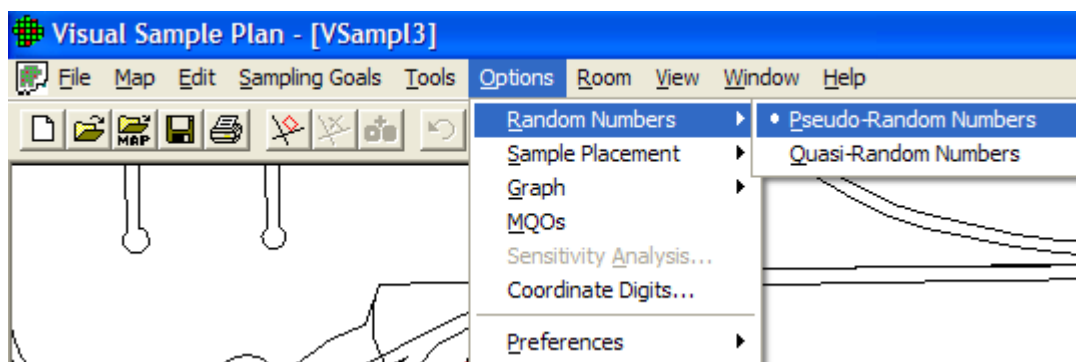 Visual Sample Plan - [VSampl3]
File Map Edit Sampling Goals Tools Options Room View Window Help
MAP
Random Numbers
Pseudo-Random Numbers
Sample Placement
Quasi-Random Numbers
Graph
MQOs
Sensitivity Analysis...
Coordinate Digits...
Preferences